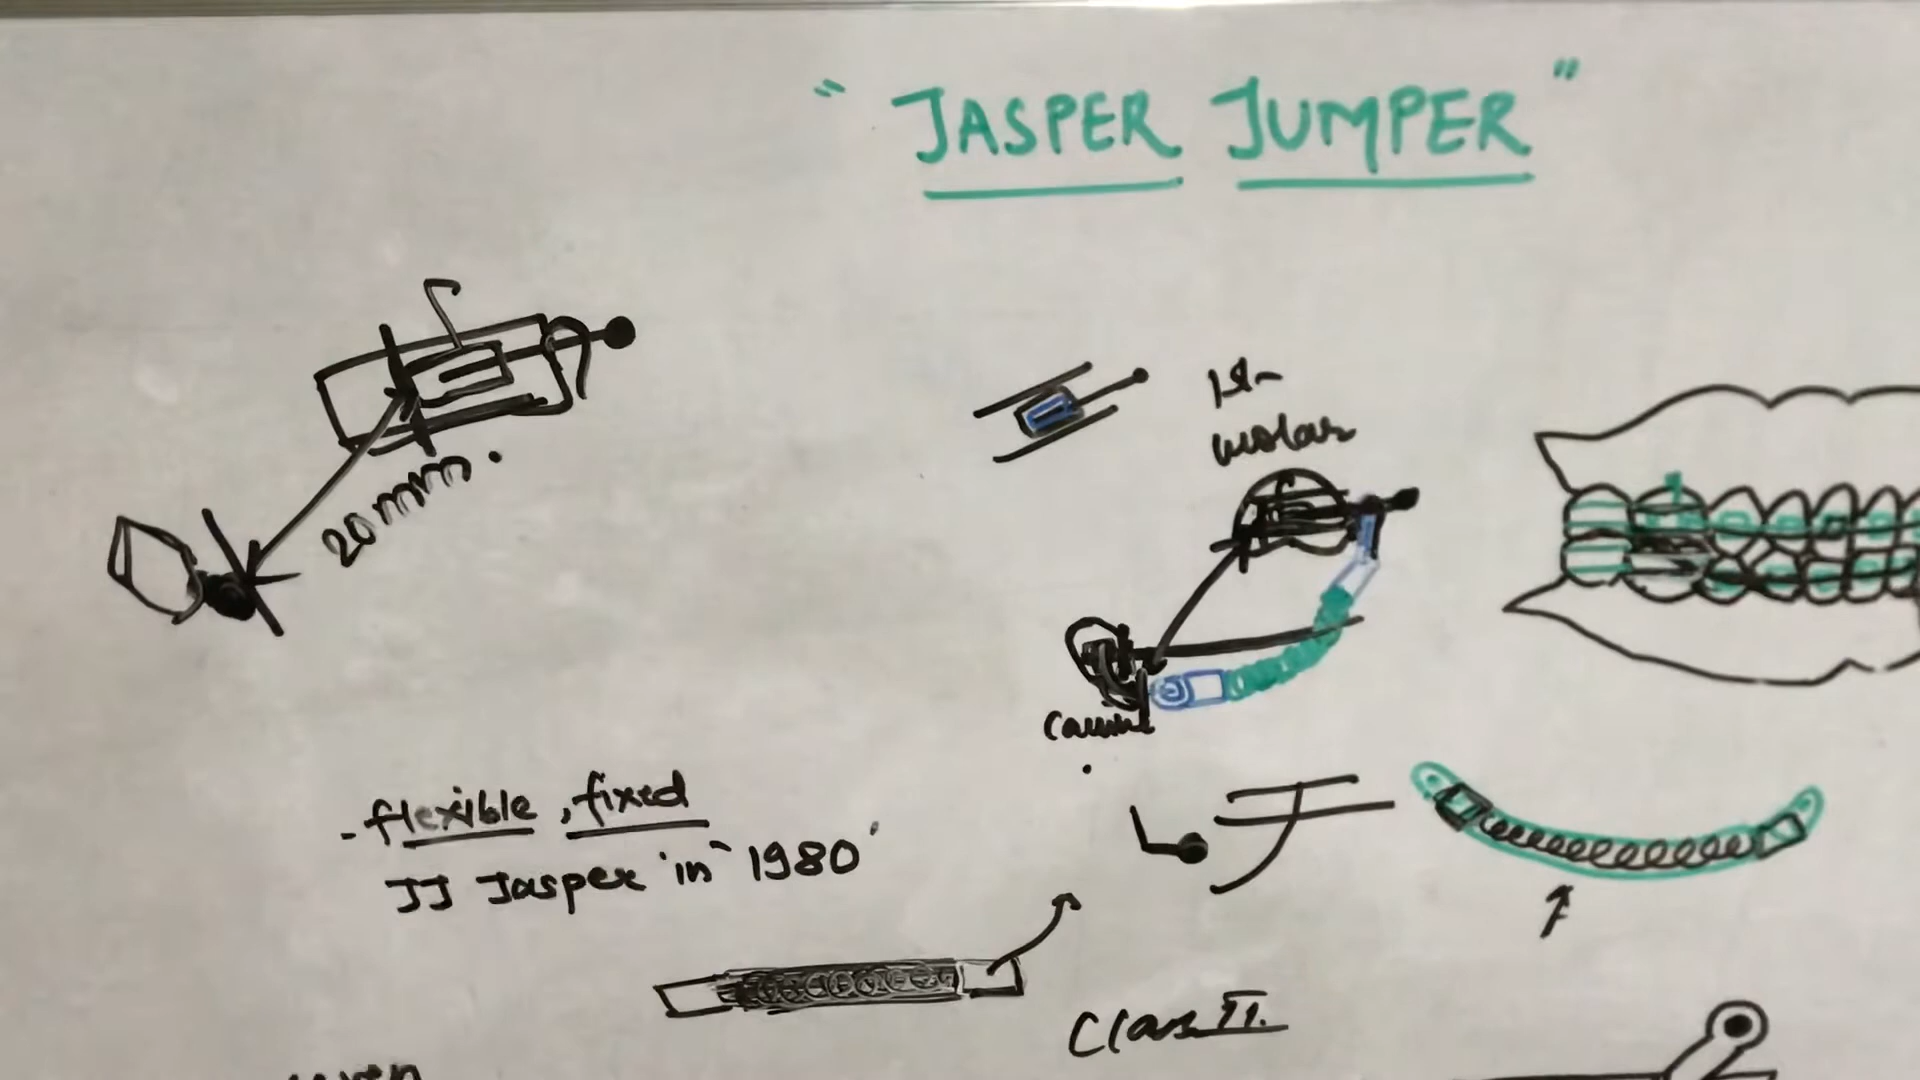 " JASPER JUMPER "
20mm.
1st
molar
Canine
- flexible, fixed
JJ Jasper in 1980
Class II.